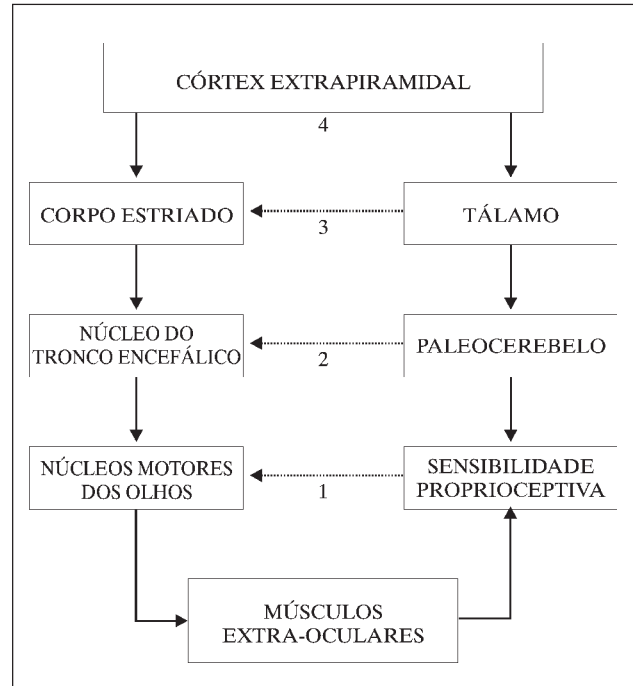 CÓRTEX EXTRAPIRAMIDAL
4
CORPO ESTRIADO
3
TÁLAMO
NÚCLEO DO
TRONCO ENCEFÁLICO
2
PALEOCEREBELO
NÚCLEOS MOTORES
DOS OLHOS
1
SENSIBILIDADE
PROPRIOCEPTIVA
MÚSCULOS
EXTRA-OCULARES